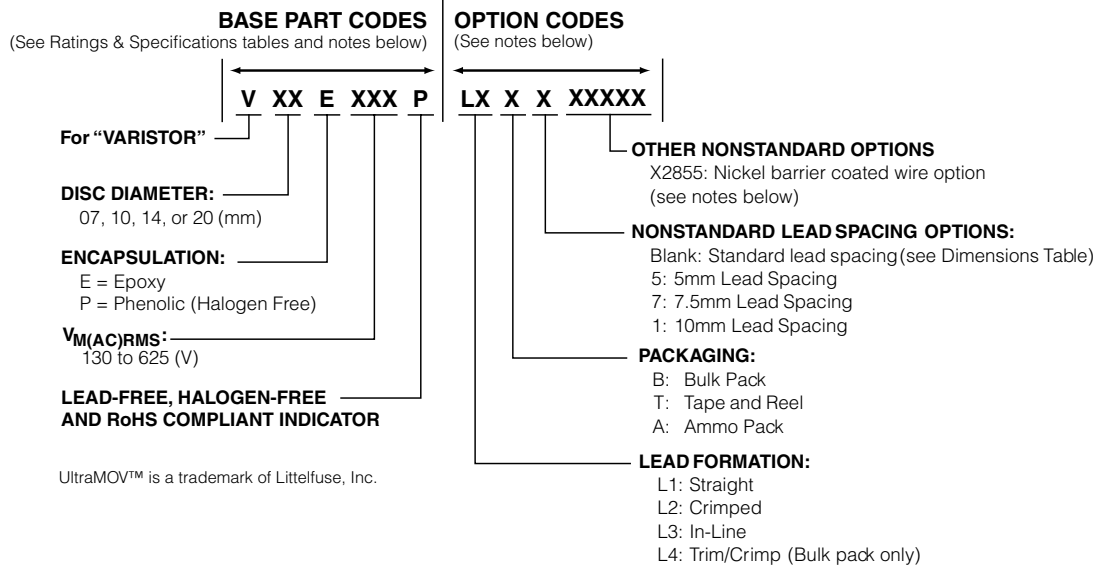 BASE PART CODES
(See Ratings & Specifications tables and notes below)
OPTION CODES
(See notes below)
V XX E XXX P LX X X XXXXX
For “VARISTOR”
DISC DIAMETER:
07, 10, 14, or 20 (mm)
ENCAPSULATION:
E = Epoxy
P = Phenolic (Halogen Free)
VM(AC)RMS:
130 to 625 (V)
LEAD-FREE, HALOGEN-FREE
AND RoHS COMPLIANT INDICATOR
UltraMOV™ is a trademark of Littelfuse, Inc.
OTHER NONSTANDARD OPTIONS
X2855: Nickel barrier coated wire option
(see notes below)
NONSTANDARD LEAD SPACING OPTIONS:
Blank: Standard lead spacing (see Dimensions Table)
5: 5mm Lead Spacing
7: 7.5mm Lead Spacing
1: 10mm Lead Spacing
PACKAGING:
B: Bulk Pack
T: Tape and Reel
A: Ammo Pack
LEAD FORMATION:
L1: Straight
L2: Crimped
L3: In-Line
L4: Trim/Crimp (Bulk pack only)